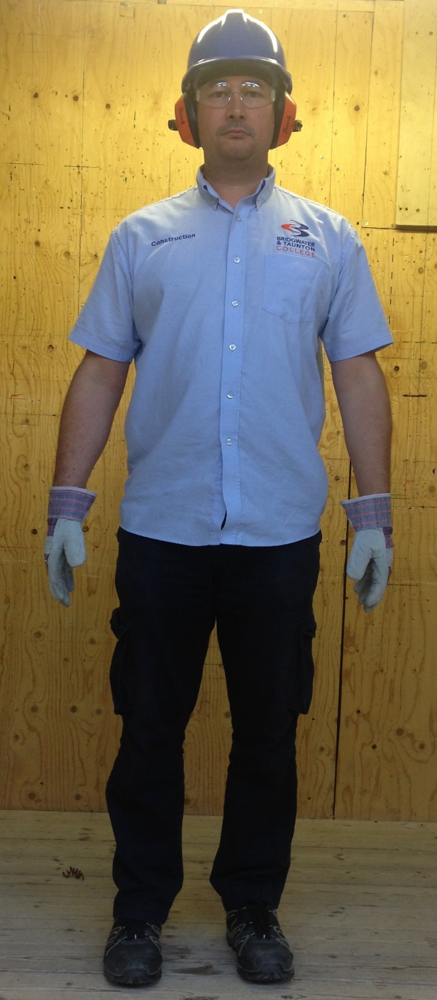 Construction
BRIDGWATER
& TAUNTON
COLLEGE